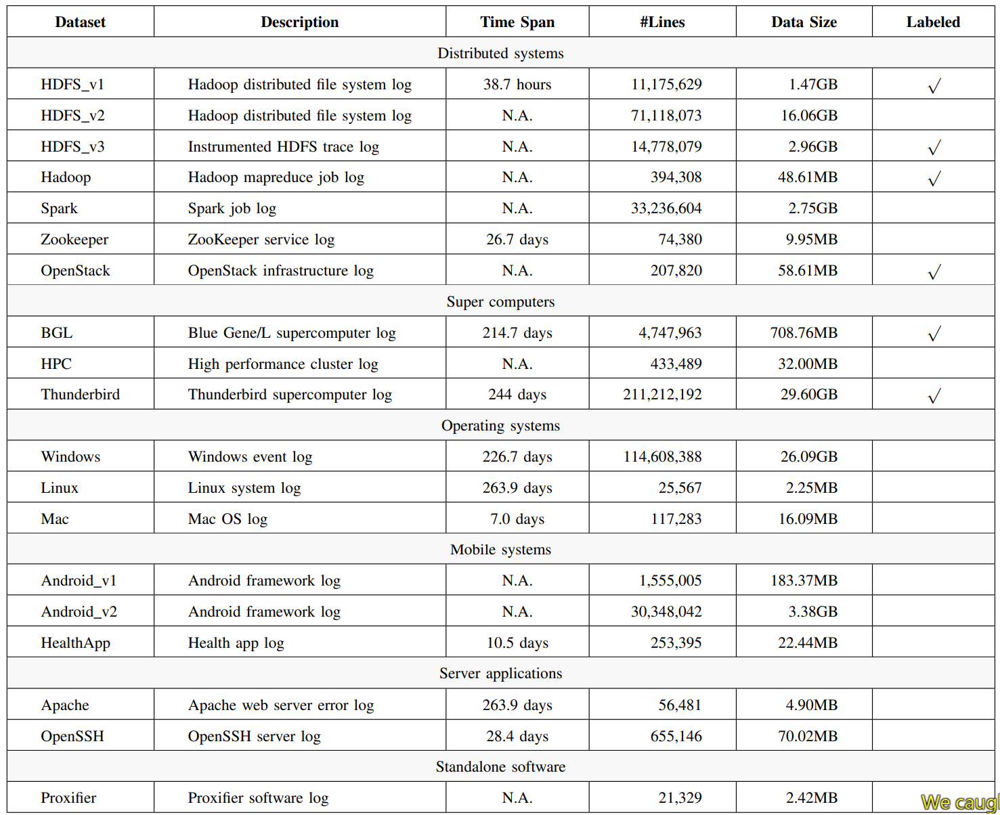 Dataset Description Time Span #Lines Data Size Labeled
Distributed systems
HDFS_v1 Hadoop distributed file system log 38.7 hours 11,175,629 1.47GB √
HDFS_v2 Hadoop distributed file system log N.A. 71,118,073 16.06GB
HDFS_v3 Instrumented HDFS trace log N.A. 14,778,079 2.96GB √
Hadoop Hadoop mapreduce job log N.A. 394,308 48.61MB √
Spark Spark job log N.A. 33,236,604 2.75GB
Zookeeper ZooKeeper service log 26.7 days 74,380 9.95MB
OpenStack OpenStack infrastructure log N.A. 207,820 58.61MB √
Super computers
BGL Blue Gene/L supercomputer log 214.7 days 4,747,963 708.76MB √
HPC High performance cluster log N.A. 433,489 32.00MB
Thunderbird Thunderbird supercomputer log 244 days 211,212,192 29.60GB √
Operating systems
Windows Windows event log 226.7 days 114,608,388 26.09GB
Linux Linux system log 263.9 days 25,567 2.25MB
Mac Mac OS log 7.0 days 117,283 16.09MB
Mobile systems
Android_v1 Android framework log N.A. 1,555,005 183.37MB
Android_v2 Android framework log N.A. 30,348,042 3.38GB
HealthApp Health app log 10.5 days 253,395 22.44MB
Server applications
Apache Apache web server error log 263.9 days 56,481 4.90MB
OpenSSH OpenSSH server log 28.4 days 655,146 70.02MB
Standalone software
Proxifier Proxifier software log N.A. 21,329 2.42MB
We